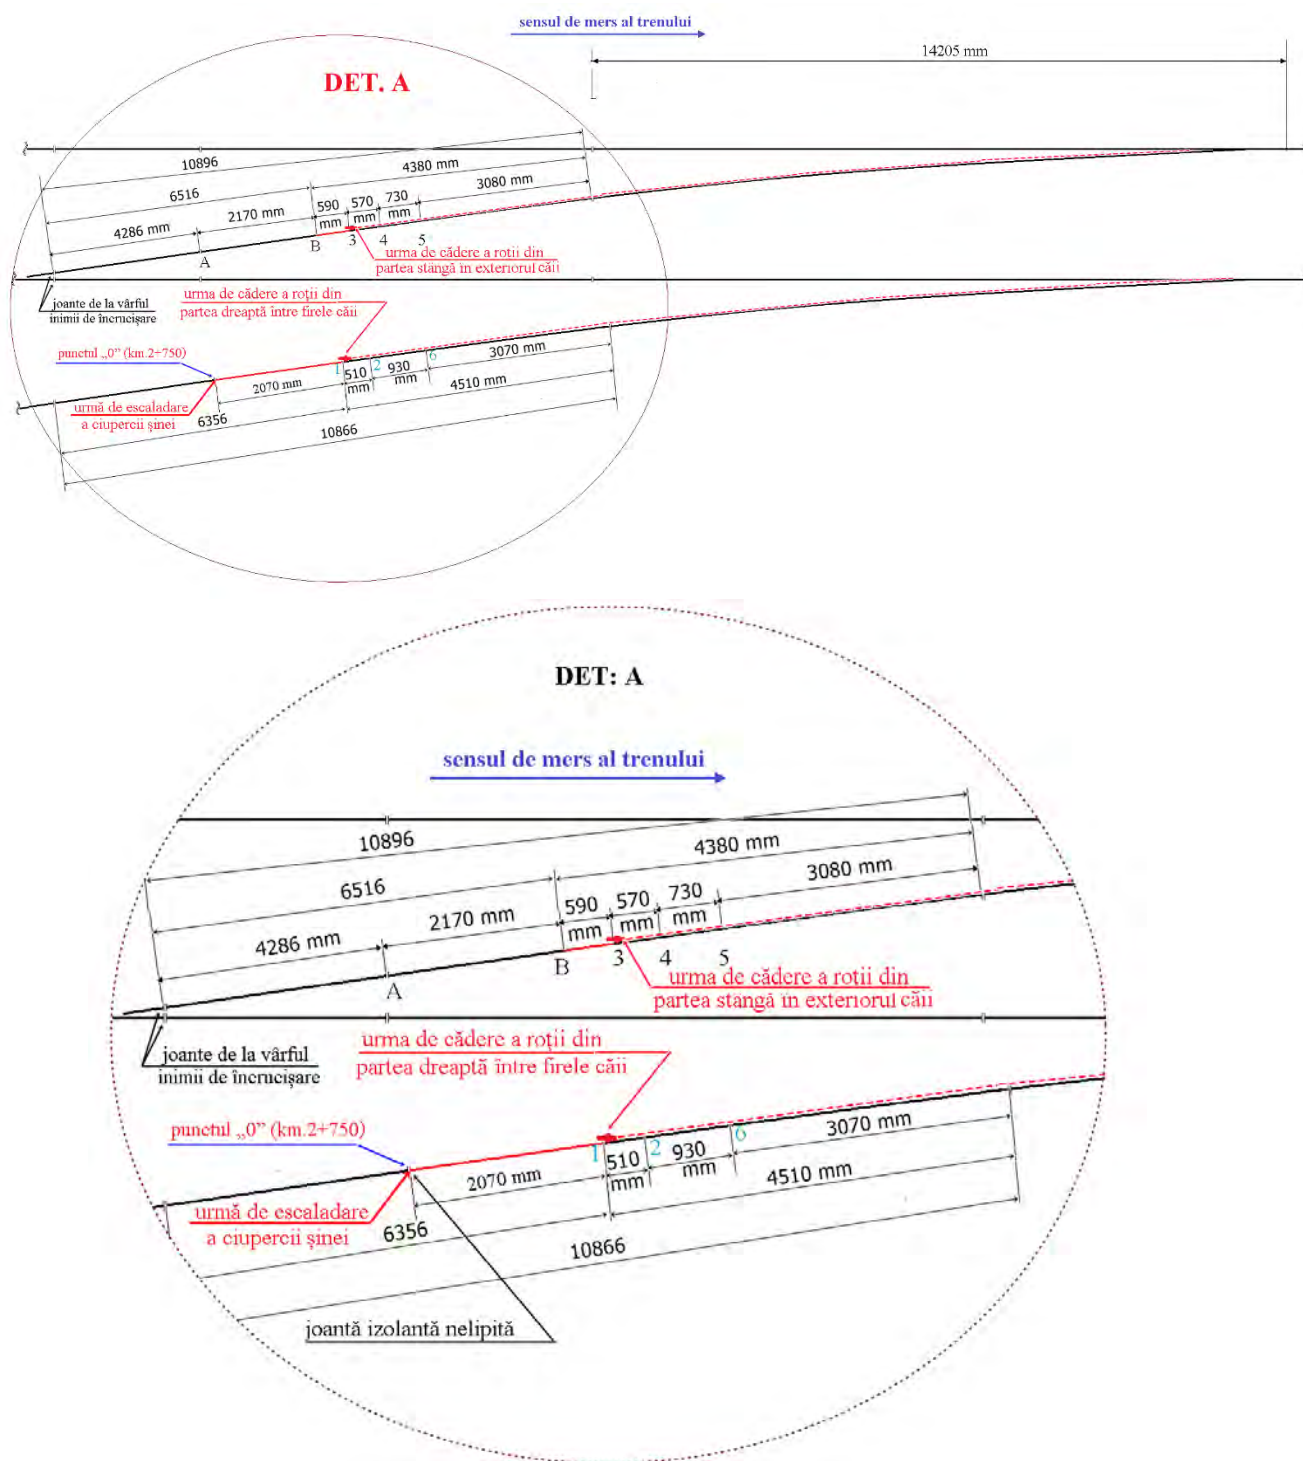 sensul de mers al trenului
14205 mm
DET. A
10896
4380 mm
6516
3080 mm
2170 mm
590 570 730
mm mm mm
4286 mm
A
B 3 4 5
urma de cădere a roții din
partea stângă în exteriorul căii
joante de la vârful
inimii de încrucișare
urma de cădere a roții din
partea dreaptă între firele căii
punctul „0” (km.2+750)
1 2 6
510 930 3070 mm
mm mm
2070 mm
4510 mm
urmă de escaladare
a ciupercii șinei
6356
10866
DET: A
sensul de mers al trenului
10896
4380 mm
6516
3080 mm
2170 mm
590 570 730
mm mm mm
4286 mm
A
B 3 4 5
urma de cădere a roții din
partea stângă în exteriorul căii
joante de la vârful
inimii de încrucișare
urma de cădere a roții din
partea dreaptă între firele căii
punctul „0” (km.2+750)
1 2 6
510 930 3070 mm
mm mm
2070 mm
4510 mm
urmă de escaladare
a ciupercii șinei
6356
10866
joantă izolantă nelipită